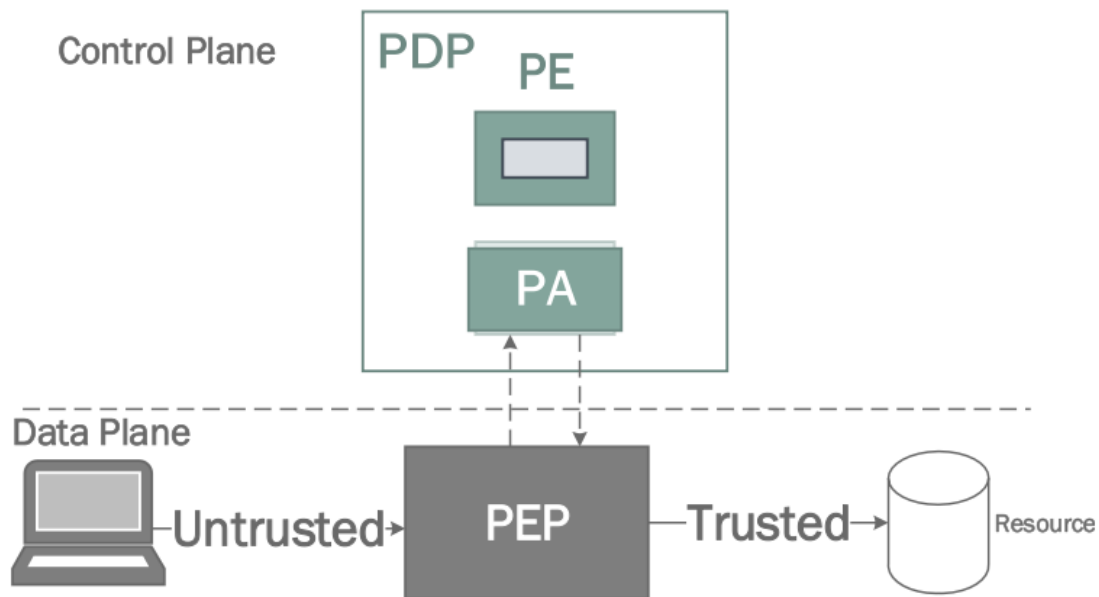 Control Plane
PDP
PE
PA
Data Plane
Untrusted
PEP
Trusted
Resource